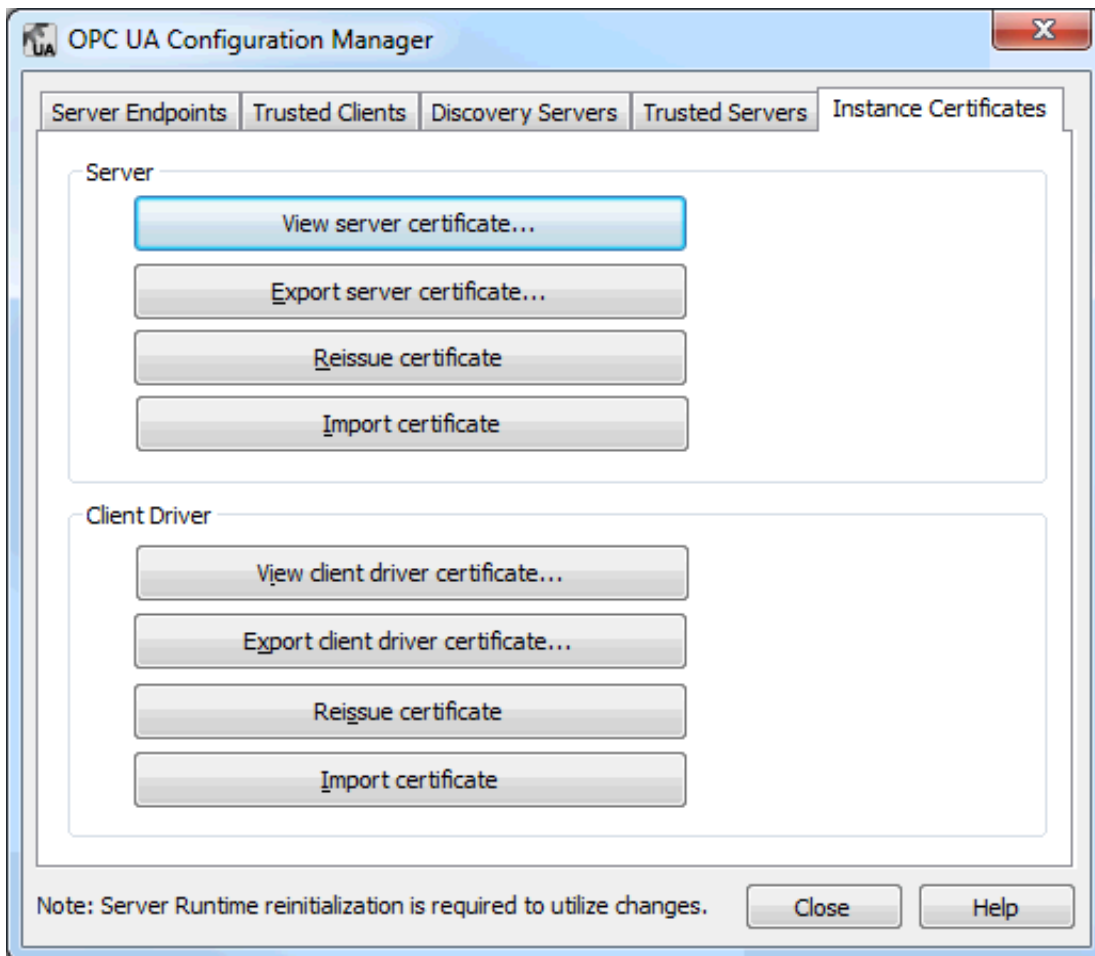 UA
OPC UA Configuration Manager
Server Endpoints
Trusted Clients
Discovery Servers
Trusted Servers
Instance Certificates
Server
View server certificate...
Export server certificate...
Reissue certificate
Import certificate
Client Driver
View client driver certificate...
Export client driver certificate...
Reissue certificate
Import certificate
Note: Server Runtime reinitialization is required to utilize changes.
Close
Help